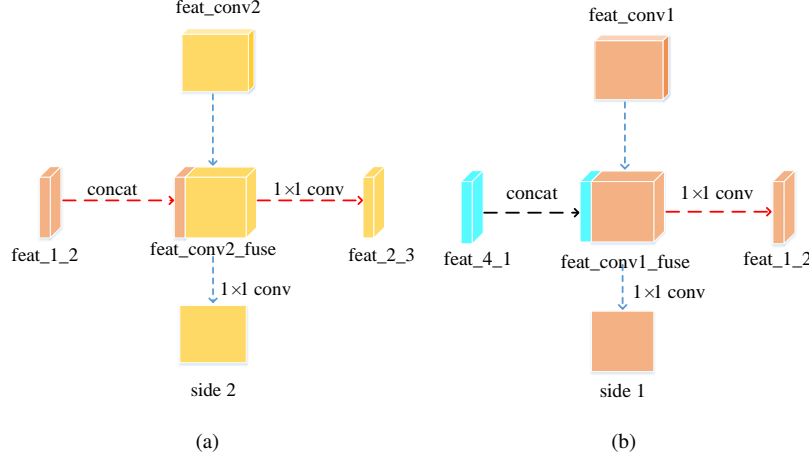 feat_conv2
concat
1×1 conv
feat_1_2
feat_conv2_fuse
feat_2_3
1×1 conv
side 2
(a)
feat_conv1
concat
1×1 conv
feat_4_1
feat_conv1_fuse
feat_1_2
1×1 conv
side 1
(b)